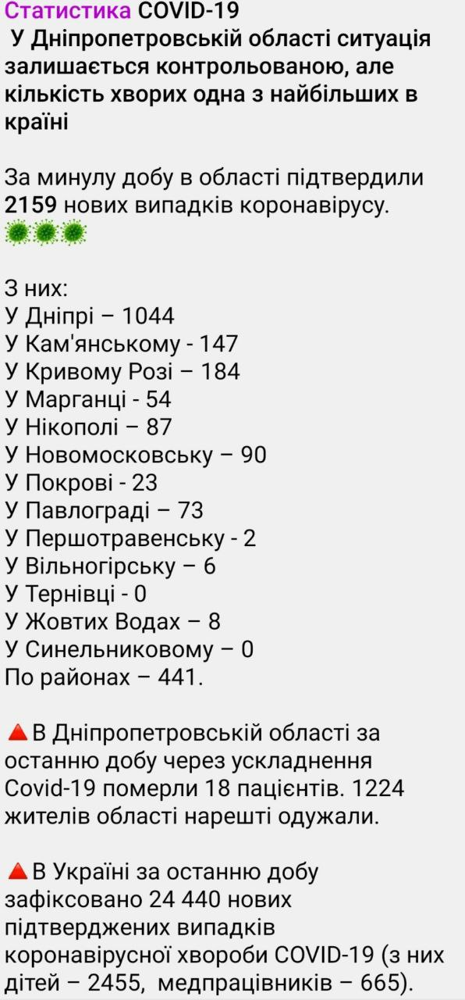 Статистика COVID-19
У Дніпропетровській області ситуація
залишається контрольованою, але
кількість хворих одна з найбільших в
країні
За минулу добу в області підтвердили
2159 нових випадків коронавірусу.
З них:
У Дніпрі – 1044
У Кам'янському - 147
У Кривому Розі – 184
У Марганці - 54
У Нікополі – 87
У Новомосковську – 90
У Покрові - 23
У Павлограді – 73
У Першотравенську - 2
У Вільногірську – 6
У Тернівці - 0
У Жовтих Водах – 8
У Синельниковому – 0
По районах – 441.
🔺В Дніпропетровській області за
останню добу через ускладнення
Covid-19 померли 18 пацієнтів. 1224
жителів області нарешті одужали.
🔺В Україні за останню добу
зафіксовано 24 440 нових
підтверджених випадків
коронавірусної хвороби COVID-19 (з них
дітей – 2455, медпрацівників – 665).